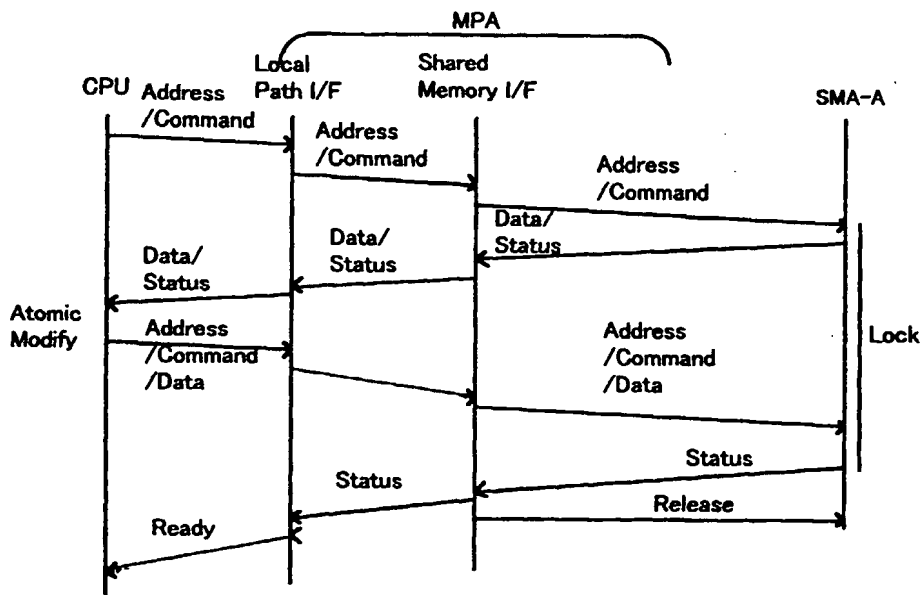 MPA
CPU
Local
Path I/F
Shared
Memory I/F
SMA-A
Address
/Command
Address
/Command
Address
/Command
Data/
Status
Data/
Status
Data/
Status
Atomic
Modify
Address
/Command
/Data
Address
/Command
/Data
Lock
Status
Status
Release
Ready